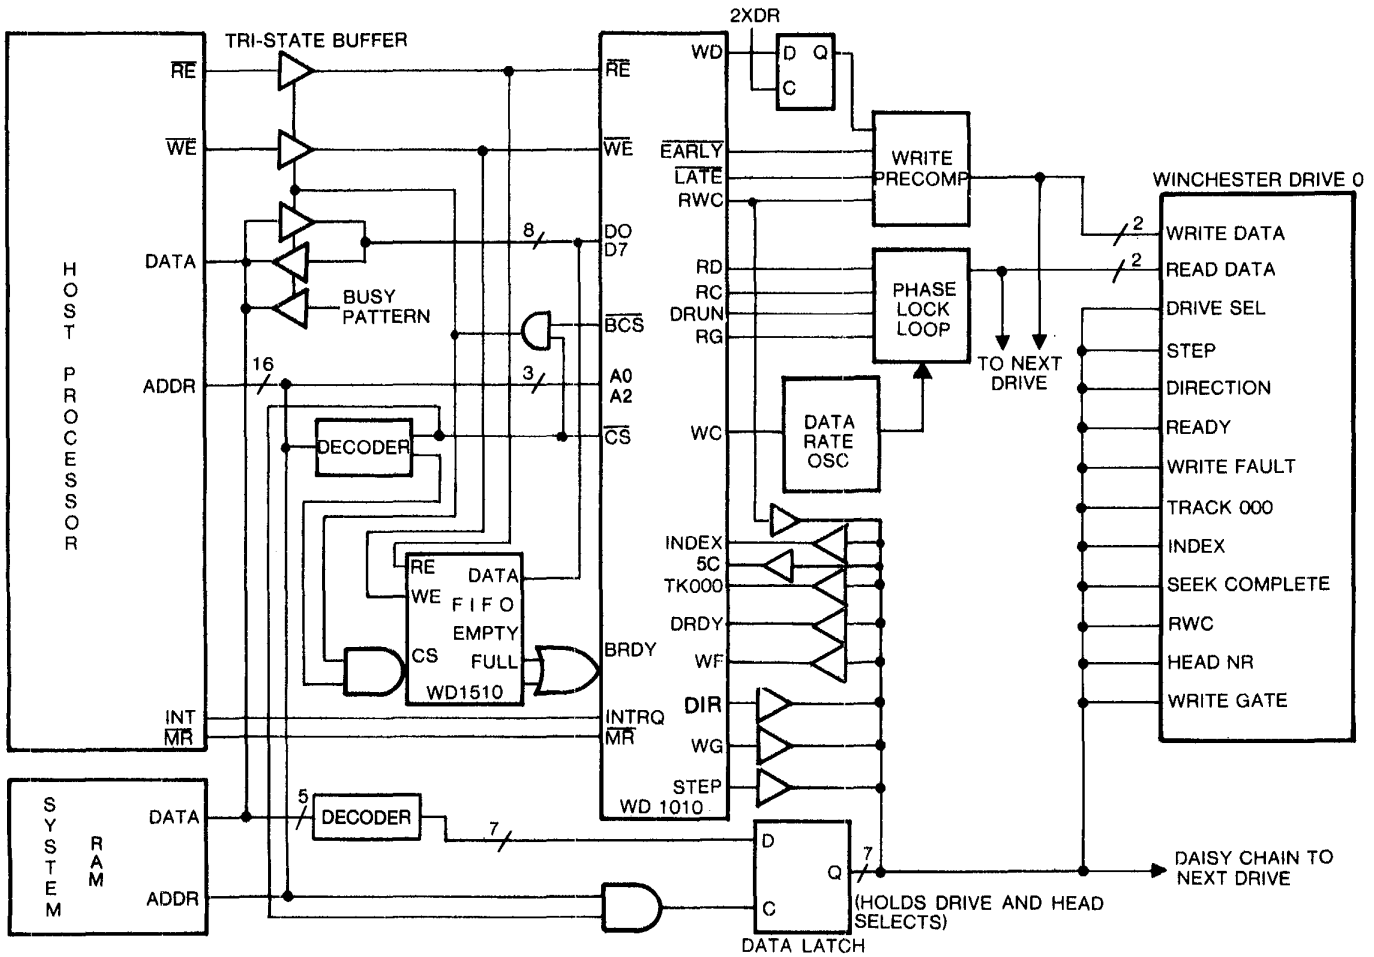 2XDR
TRI-STATE BUFFER
RE
WE
DATA
ADDR
INT
MR
HOST PROCESSOR
BUSY
PATTERN
16
8
3
DECODER
RE
WE
CS
DATA
FIFO
EMPTY
FULL
WD1510
RE
WE
DO
D7
BCS
A0
A2
CS
BRDY
INTRQ
MR
WD
EARLY
LATE
RWC
RD
RC
DRUN
RG
WC
INDEX
5C
TK000
DRDY
WF
DIR
WG
STEP
WD 1010
D Q
C
WRITE
PRECOMP
PHASE
LOCK
LOOP
DATA
RATE
OSC
TO NEXT
DRIVE
WINCHESTER DRIVE 0
2
WRITE DATA
2
READ DATA
DRIVE SEL
STEP
DIRECTION
READY
WRITE FAULT
TRACK 000
INDEX
SEEK COMPLETE
RWC
HEAD NR
WRITE GATE
SYSTEM
RAM
DATA
ADDR
5
DECODER
7
D
Q
C
7
DATA LATCH
(HOLDS DRIVE AND HEAD
SELECTS)
DAISY CHAIN TO
NEXT DRIVE